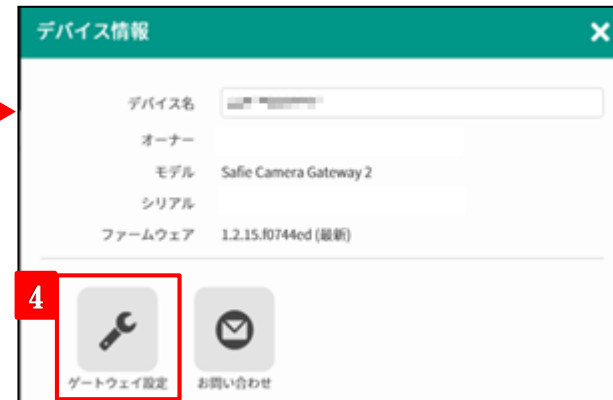 デバイス情報
デバイス名
オーナー
モデル Safie Camera Gateway 2
シリアル
ファームウェア 1.2.15.f0744ed (最新)
4
ゲートウェイ設定 お問い合わせ